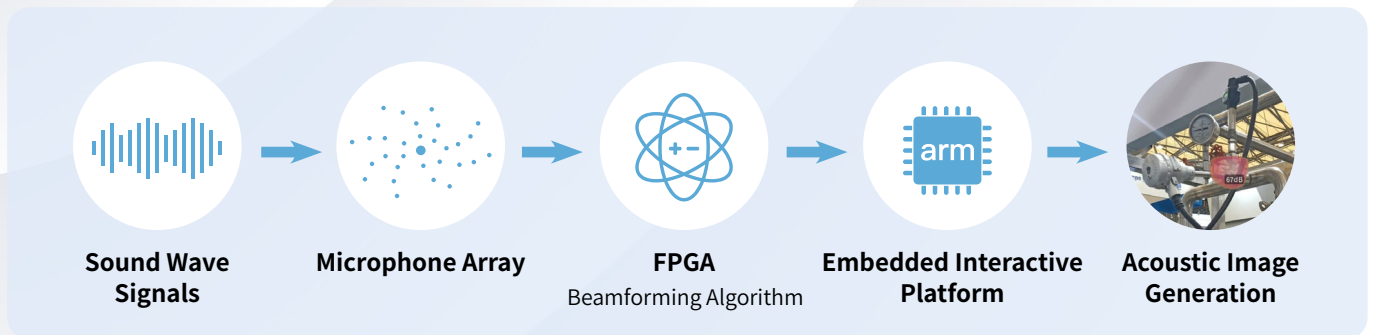 arm
67dB
Sound Wave
Signals
Microphone Array
FPGA
Beamforming Algorithm
Embedded Interactive
Platform
Acoustic Image
Generation